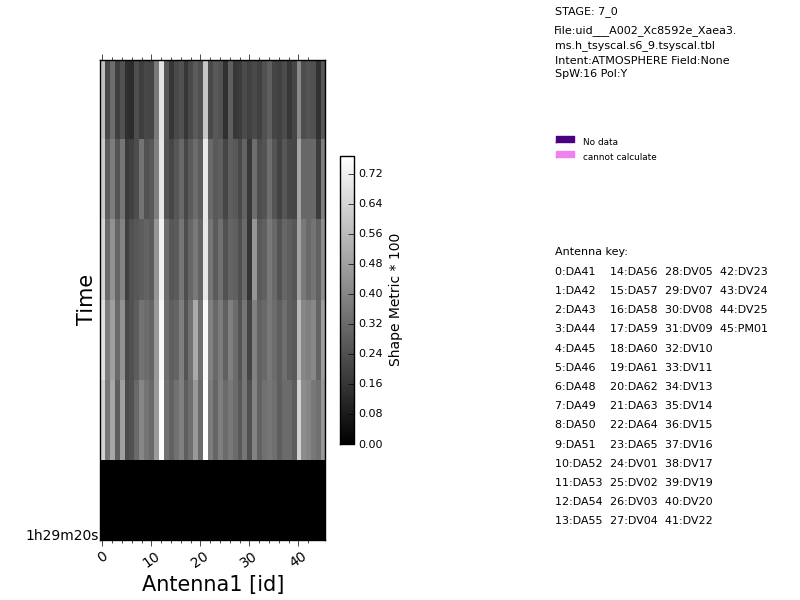 STAGE: 7_0
File:uid___A002_Xc8592e_Xaea3.
ms.h_tsyscal.s6_9.tsyscal.tbl
Intent:ATMOSPHERE Field:None
SpW:16 Pol:Y
No data
cannot calculate
0.72
0.64
0.56
0.48
0.40
0.32
0.24
0.16
0.08
0.00
Shape Metric * 100
Time
1h29m20s
0 10 20 30 40
Antenna1 [id]
Antenna key:
0:DA41 14:DA56 28:DV05 42:DV23
1:DA42 15:DA57 29:DV07 43:DV24
2:DA43 16:DA58 30:DV08 44:DV25
3:DA44 17:DA59 31:DV09 45:PM01
4:DA45 18:DA60 32:DV10
5:DA46 19:DA61 33:DV11
6:DA48 20:DA62 34:DV13
7:DA49 21:DA63 35:DV14
8:DA50 22:DA64 36:DV15
9:DA51 23:DA65 37:DV16
10:DA52 24:DV01 38:DV17
11:DA53 25:DV02 39:DV19
12:DA54 26:DV03 40:DV20
13:DA55 27:DV04 41:DV22